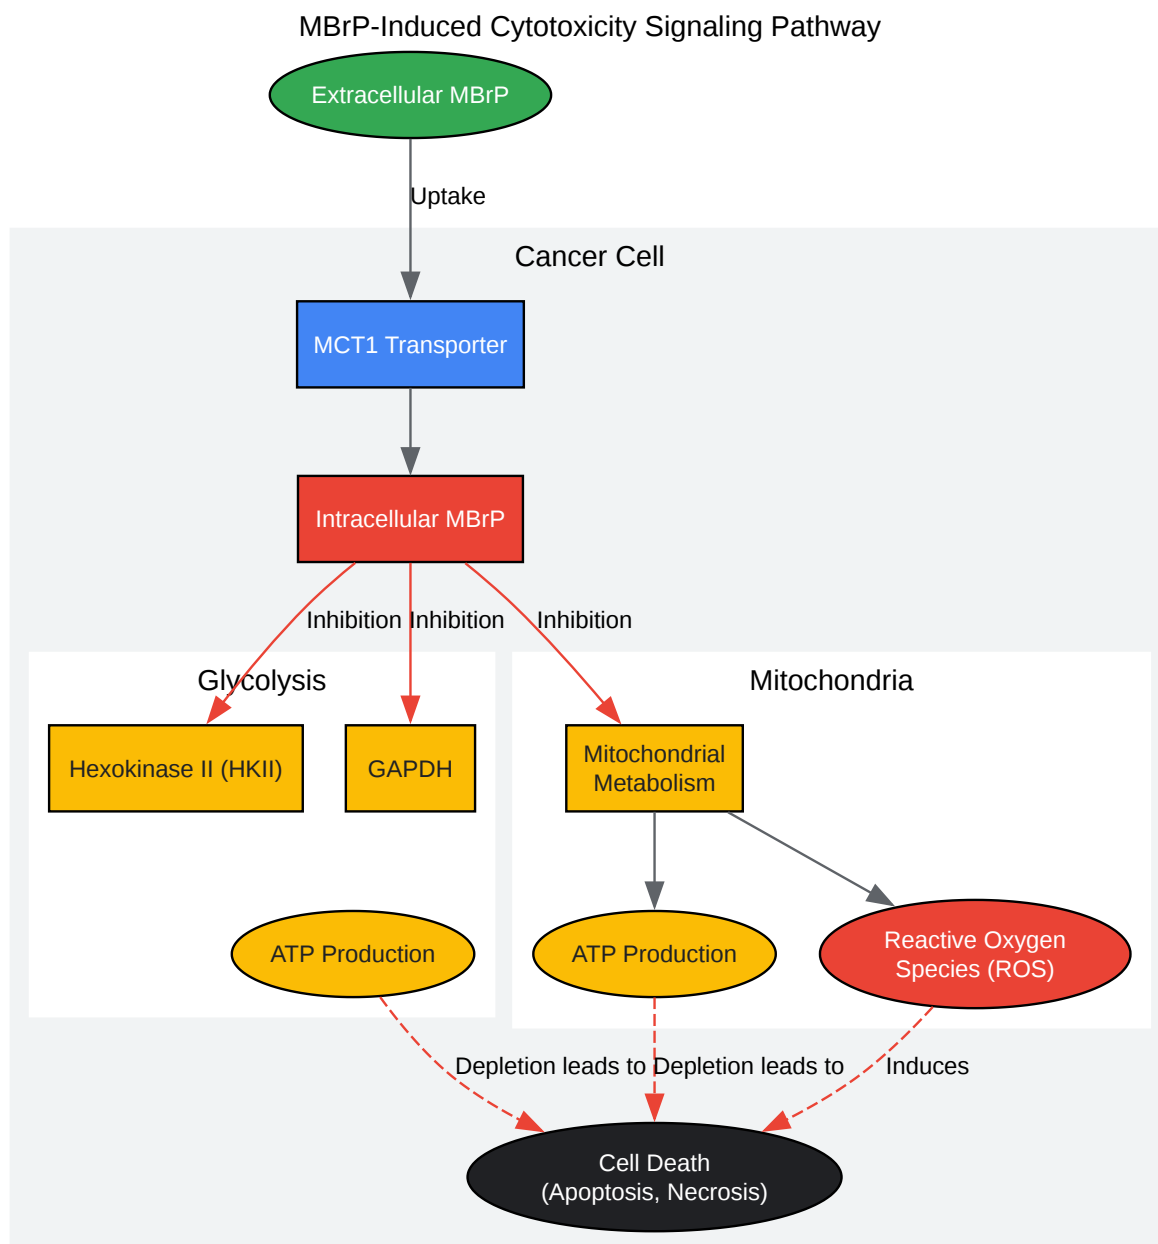 MBrP-Induced Cytotoxicity Signaling Pathway
Extracellular MBrP
Uptake
Cancer Cell
MCT1 Transporter
Intracellular MBrP
Inhibition
Inhibition
Inhibition
Glycolysis
Mitochondria
Hexokinase II (HKII)
GAPDH
Mitochondrial
Metabolism
ATP Production
ATP Production
Reactive Oxygen
Species (ROS)
Depletion leads to
Depletion leads to
Induces
Cell Death
(Apoptosis, Necrosis)